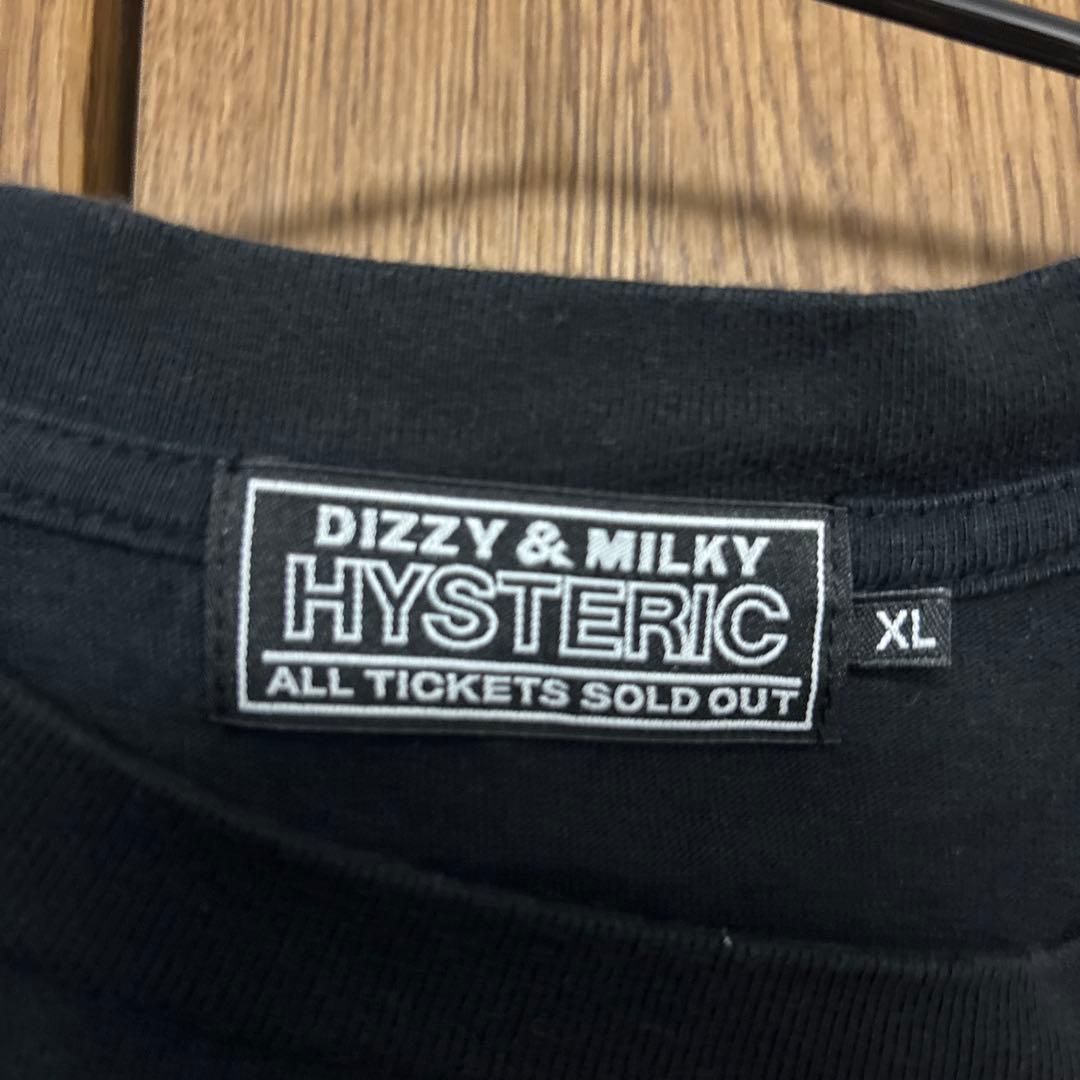 DIZZY & MILKY
HYSTERIC
ALL TICKETS SOLD OUT
XL